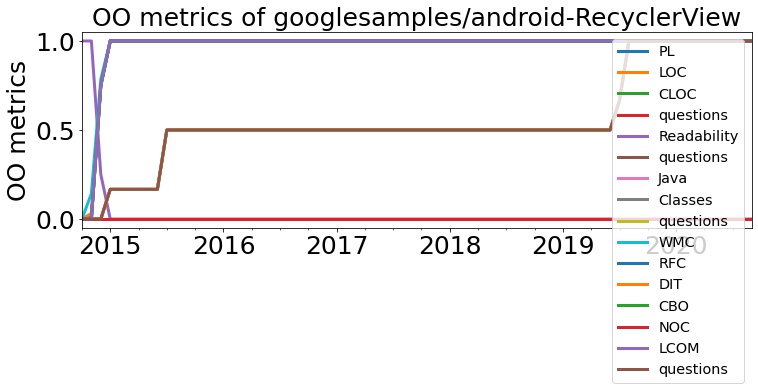 OO metrics of googlesamples/android-RecyclerView
OO metrics
1.0
0.5
0.0
2015 2016 2017 2018 2019 2020
PL
LOC
CLOC
questions
Readability
questions
Java
Classes
questions
WMC
RFC
DIT
CBO
NOC
LCOM
questions